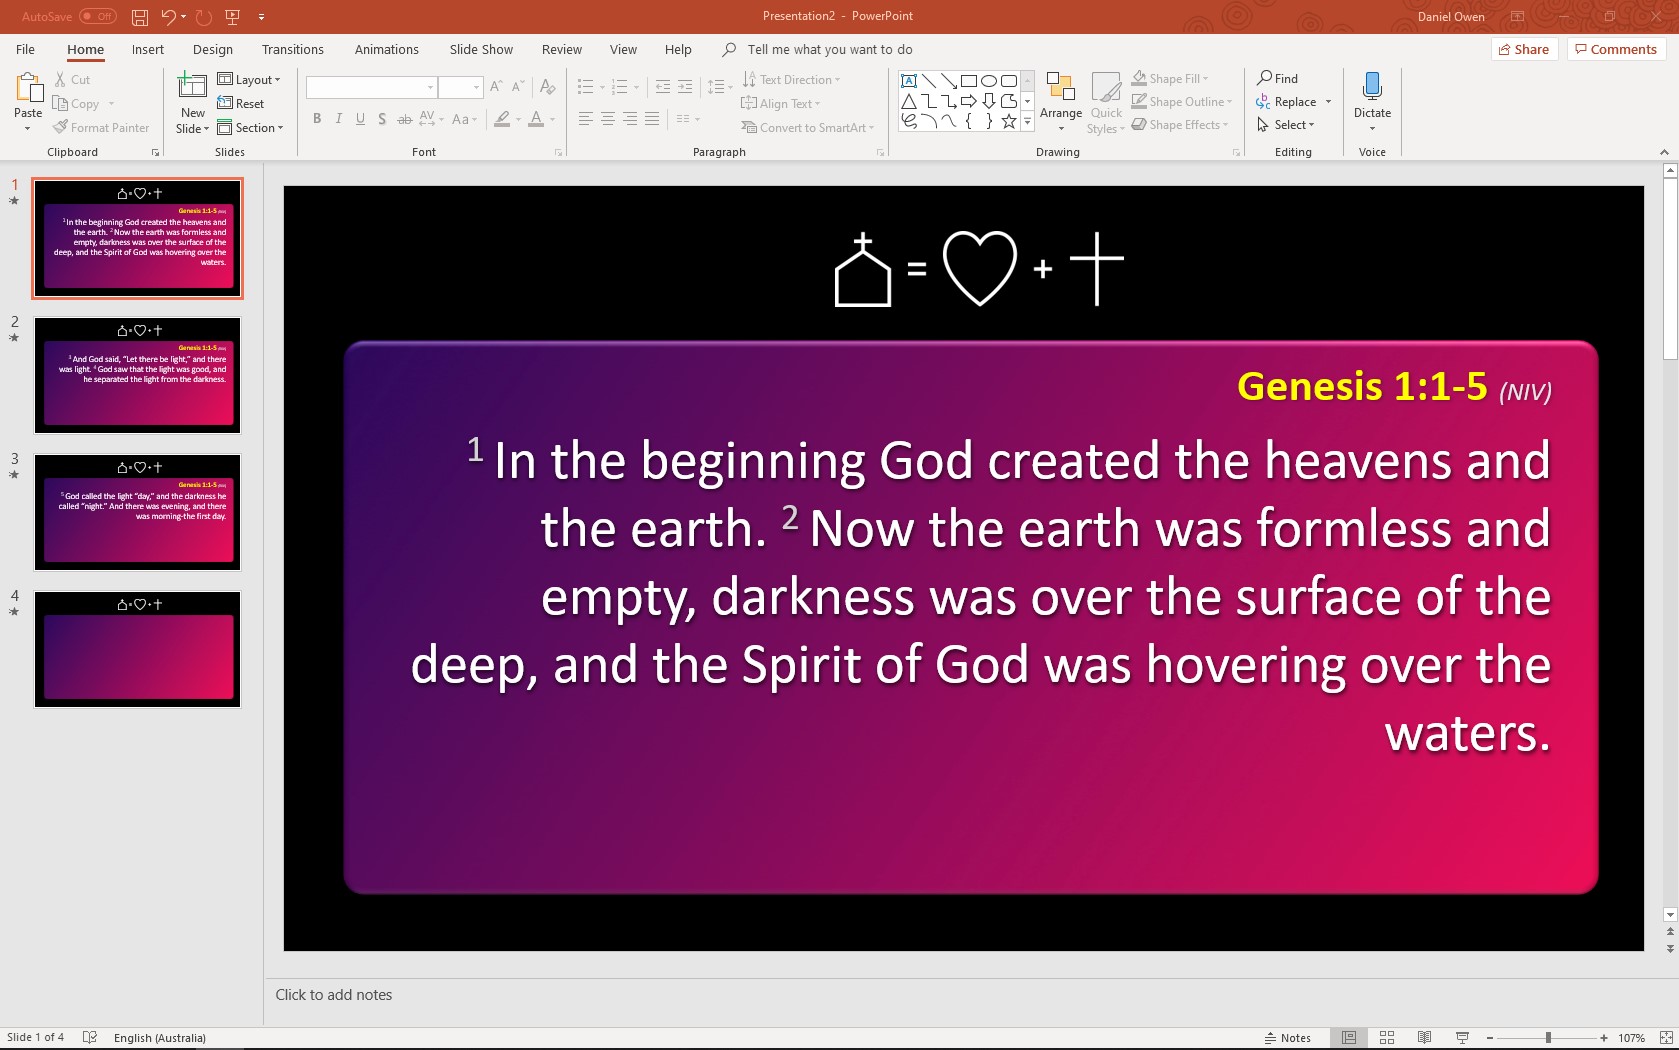 AutoSave Off
Presentation2 - PowerPoint
Daniel Owen
File Home Insert Design Transitions Animations Slide Show Review View Help Tell me what you want to do
Share Comments
Paste
Cut
Copy
Format Painter
Clipboard
New
Slide
Layout
Reset
Section
Slides
B I U S ab AV Aa A
Font
Text Direction
Align Text
Convert to SmartArt
Paragraph
Arrange
Quick
Styles
Shape Fill
Shape Outline
Shape Effects
Drawing
Find
Replace
Select
Editing
Dictate
Voice
1
Genesis 1:1-5 (NIV)
1 In the beginning God created the heavens and
the earth. 2 Now the earth was formless and
empty, darkness was over the surface of the
deep, and the Spirit of God was hovering over the
waters.
2
Genesis 1:1-5 (NIV)
3 And God said, “Let there be light,” and there
was light. 4 God saw that the light was good, and
he separated the light from the darkness.
3
Genesis 1:1-5 (NIV)
5 God called the light “day,” and the darkness he
called “night.” And there was evening, and there
was morning-the first day.
4
= +
Genesis 1:1-5 (NIV)
1 In the beginning God created the heavens and
the earth. 2 Now the earth was formless and
empty, darkness was over the surface of the
deep, and the Spirit of God was hovering over the
waters.
Click to add notes
Slide 1 of 4 English (Australia) Notes 107%